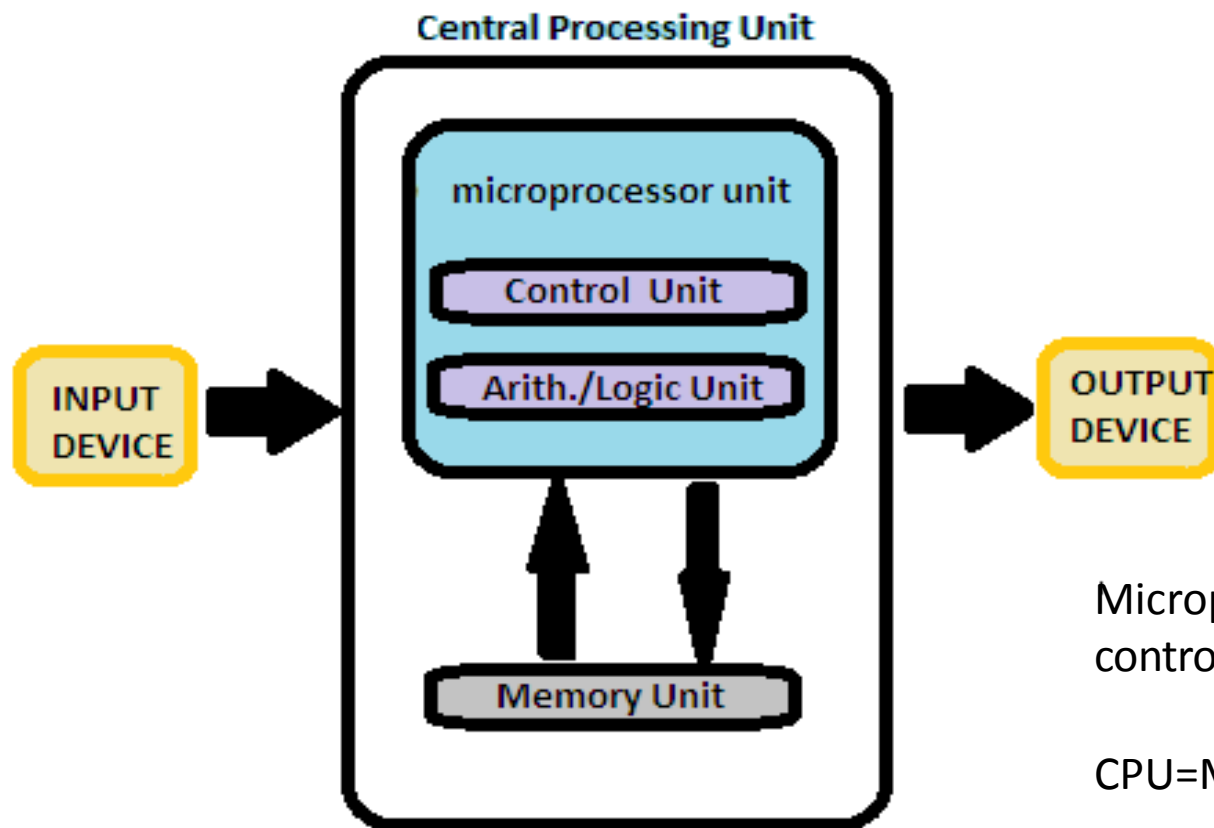 Central Processing Unit
microprocessor unit
Control Unit
Arith./Logic Unit
INPUT
DEVICE
OUTPUT
DEVICE
Memory Unit